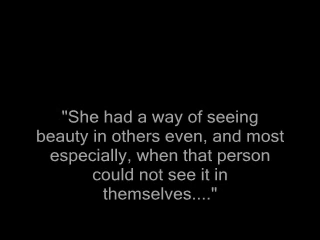 "She had a way of seeing
beauty in others even, and most
especially, when that person
could not see it in
themselves...."